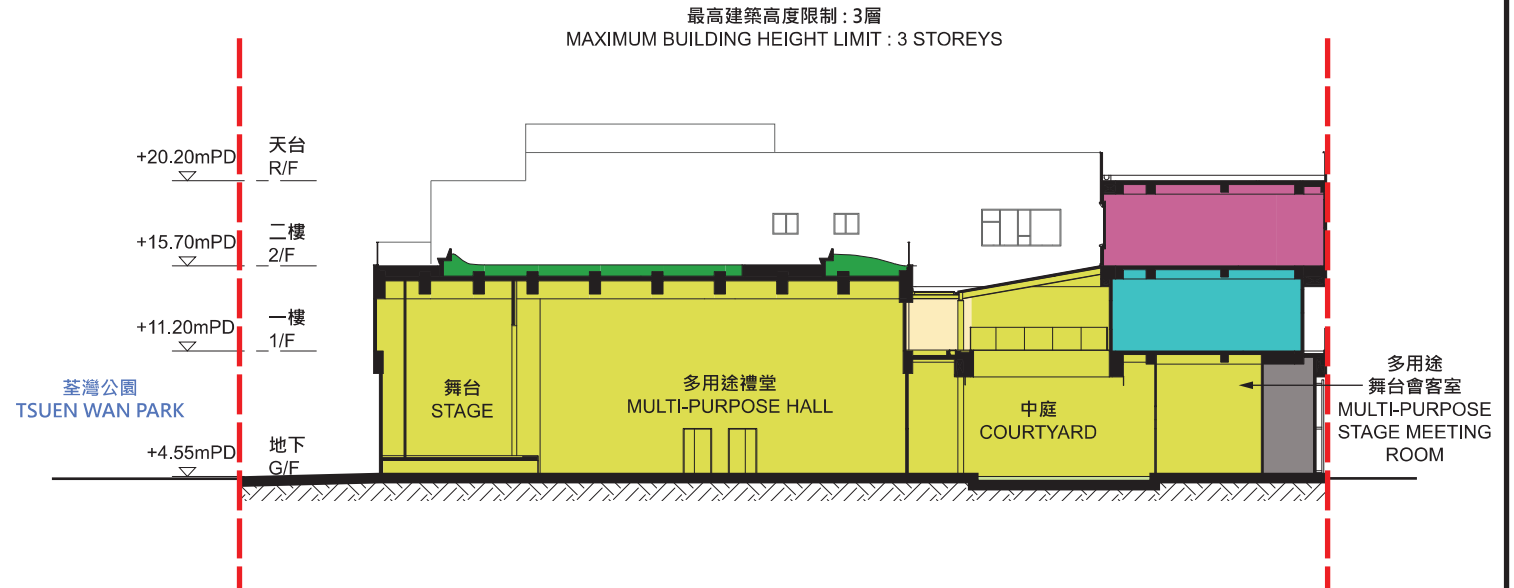 最高建築高度限制 : 3層
MAXIMUM BUILDING HEIGHT LIMIT : 3 STOREYS
+20.20mPD
天台
R/F
+15.70mPD
二樓
2/F
+11.20mPD
一樓
1/F
荃灣公園
TSUEN WAN PARK
+4.55mPD
地下
G/F
舞台
STAGE
多用途禮堂
MULTI-PURPOSE HALL
中庭
COURTYARD
多用途
舞台會客室
MULTI-PURPOSE
STAGE MEETING
ROOM